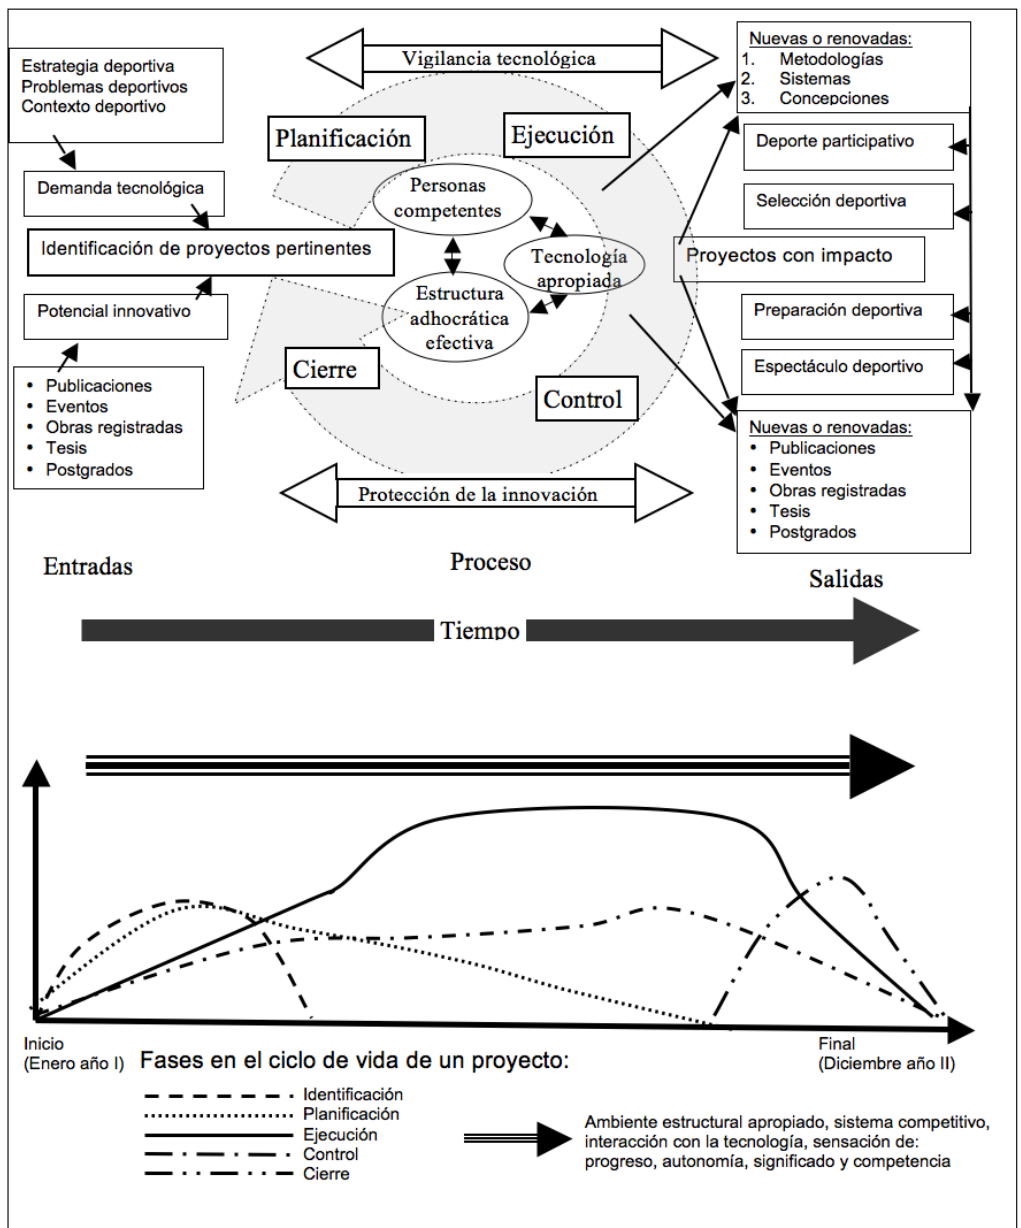 Vigilancia tecnológica
Estrategia deportiva
Problemas deportivos
Contexto deportivo
Demanda tecnológica
Identificación de proyectos pertinentes
Potencial innovativo
• Publicaciones
• Eventos
• Obras registradas
• Tesis
• Postgrados
Planificación
Ejecución
Personas
competentes
Tecnología
apropiada
Estructura
adhocrática
efectiva
Cierre
Control
Protección de la innovación
Nuevas o renovadas:
1. Metodologías
2. Sistemas
3. Concepciones
Deporte participativo
Selección deportiva
Proyectos con impacto
Preparación deportiva
Espectáculo deportivo
Nuevas o renovadas:
• Publicaciones
• Eventos
• Obras registradas
• Tesis
• Postgrados
Entradas
Proceso
Salidas
Tiempo
Inicio
(Enero año I)
Final
(Diciembre año II)
Fases en el ciclo de vida de un proyecto:
Identificación
Planificación
Ejecución
Control
Cierre
Ambiente estructural apropiado, sistema competitivo,
interacción con la tecnología, sensación de:
progreso, autonomía, significado y competencia